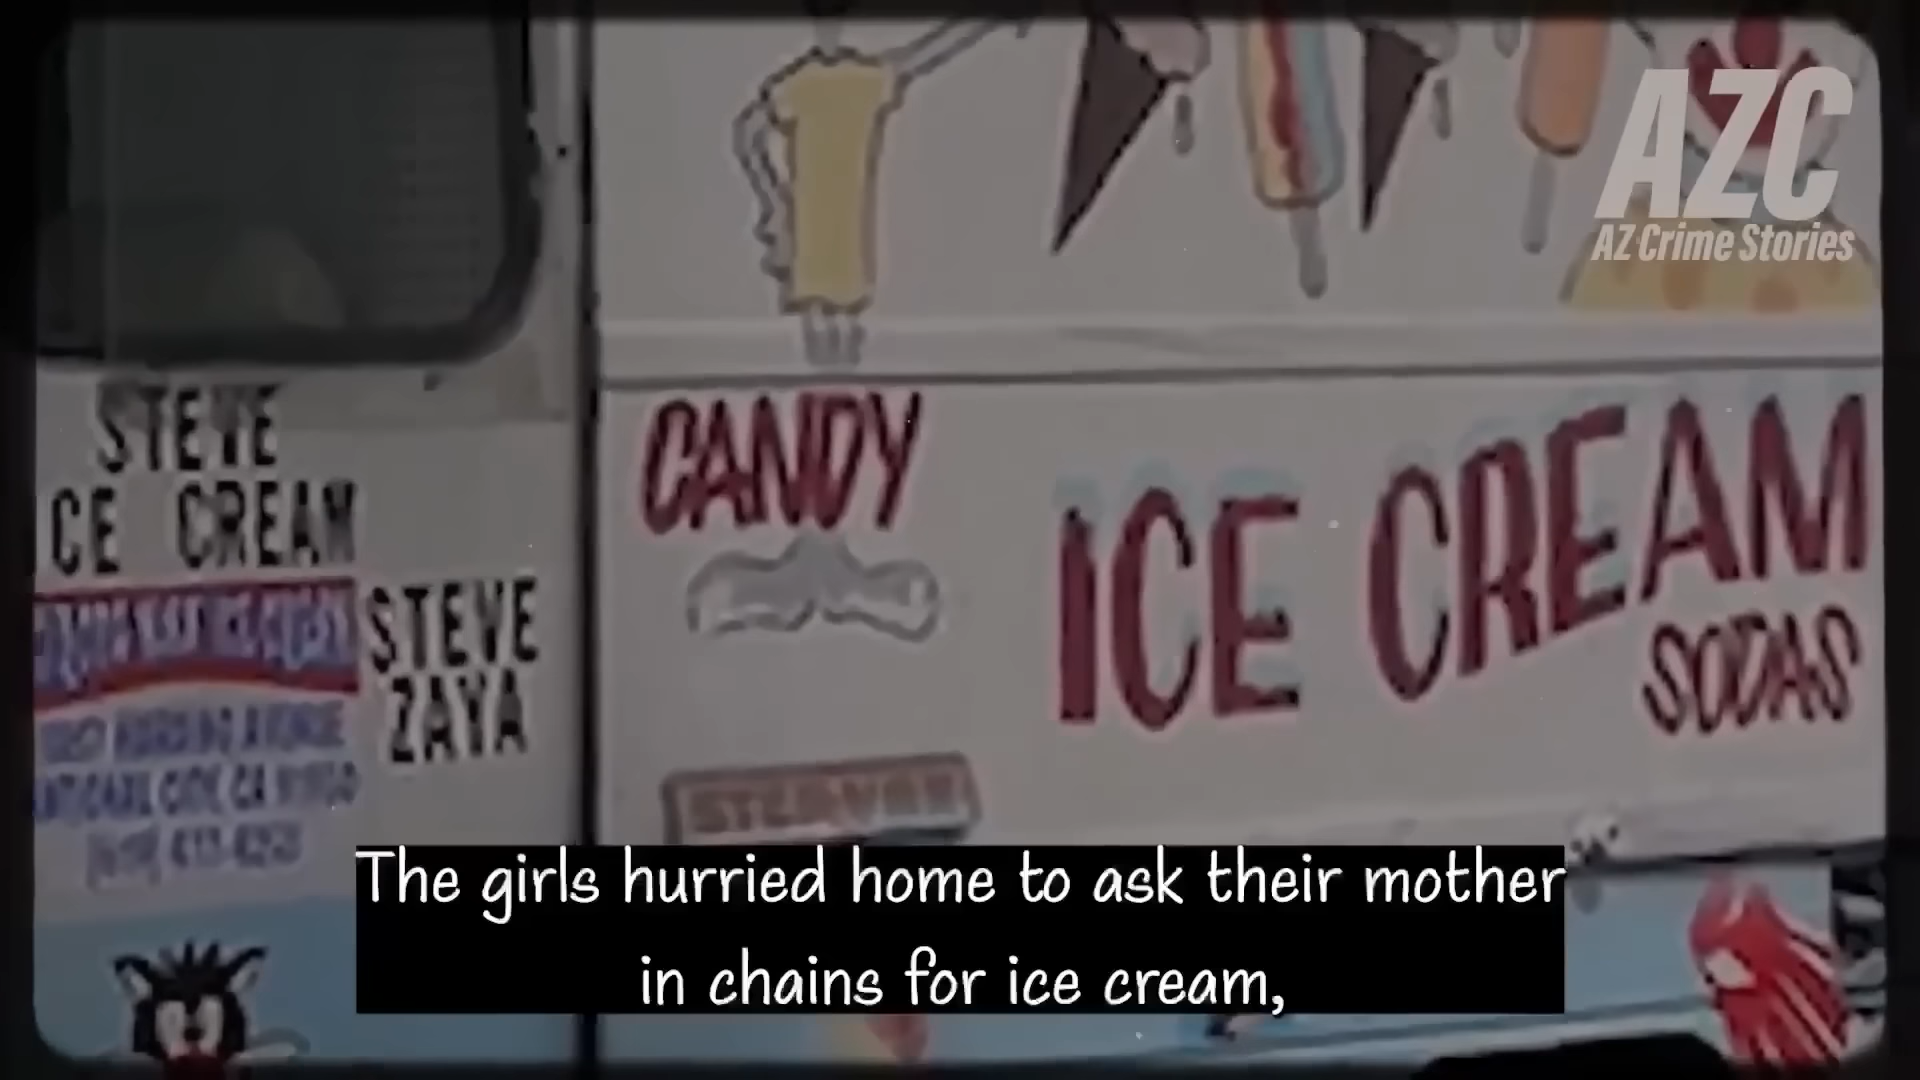 AZC
AZ Crime Stories
STEVE
CE CREAM
STEVE
ZAYA
CANDY
ICE CREAM
SODAS
The girls hurried home to ask their mother
in chains for ice cream,